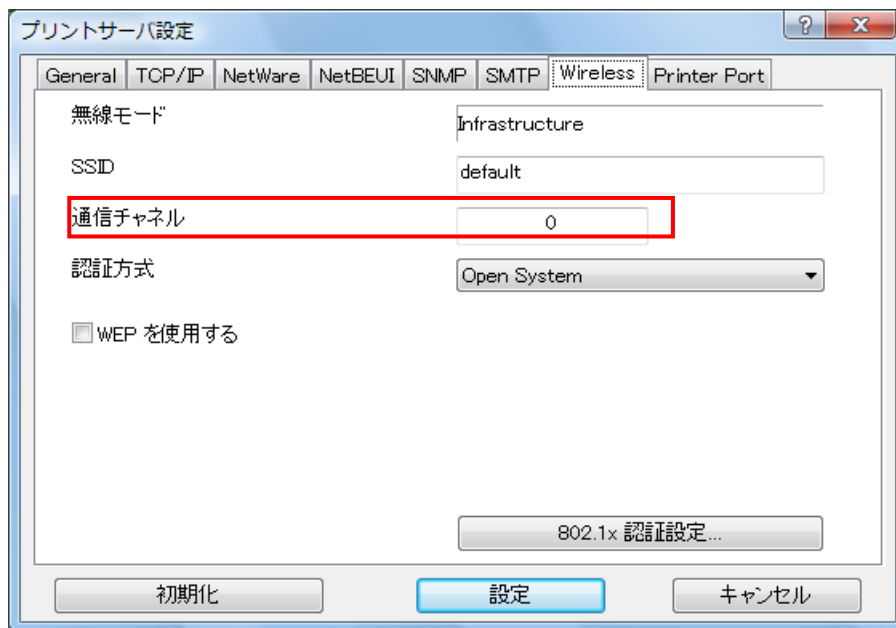 プリントサーバ設定
General TCP/IP NetWare NetBEUI SNMP SMTP Wireless Printer Port
無線モード Infrastructure
SSID default
通信チャネル 0
認証方式 Open System
WEP を使用する
802.1x 認証設定...
初期化 設定 キャンセル